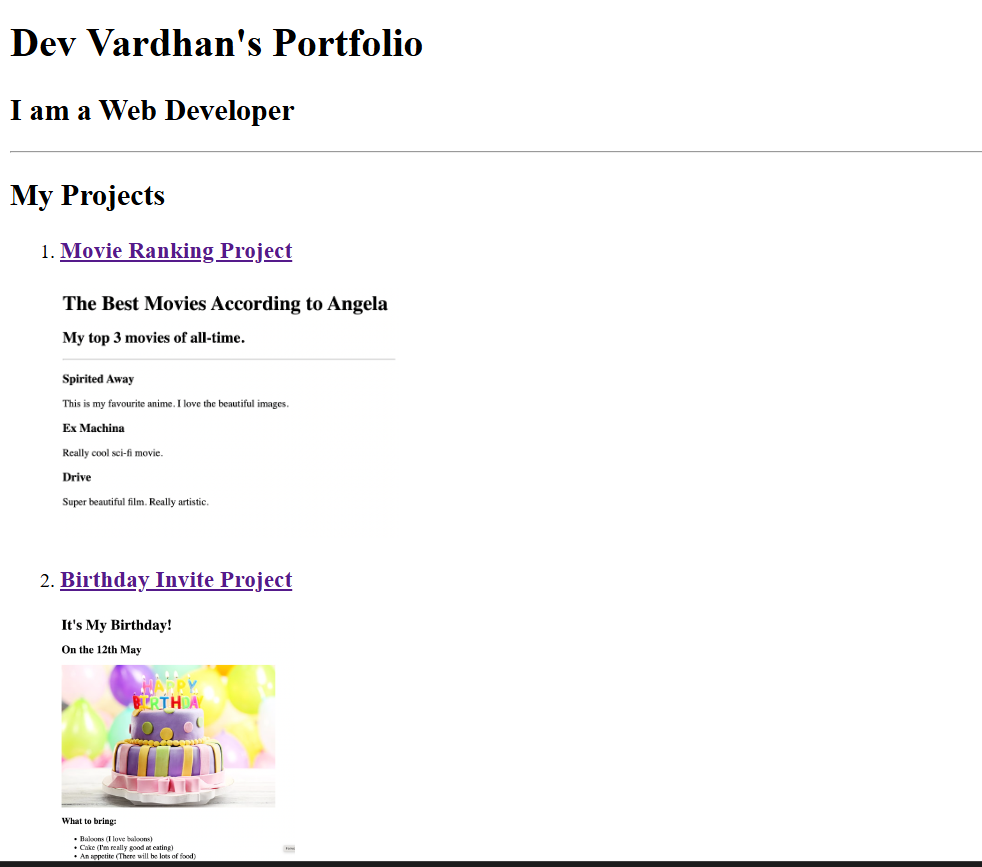 Dev Vardhan's Portfolio
I am a Web Developer
My Projects
1. Movie Ranking Project
The Best Movies According to Angela
My top 3 movies of all-time.
Spirited Away
This is my favourite anime. I love the beautiful images.
Ex Machina
Really cool sci-fi movie.
Drive
Super beautiful film. Really artistic.
2. Birthday Invite Project
It's My Birthday!
On the 12th May
HAPPY
BIRTHDAY
What to bring:
• Baloons (I love baloons)
• Cake (I'm really good at eating)
• An appetite (There will be lots of food)